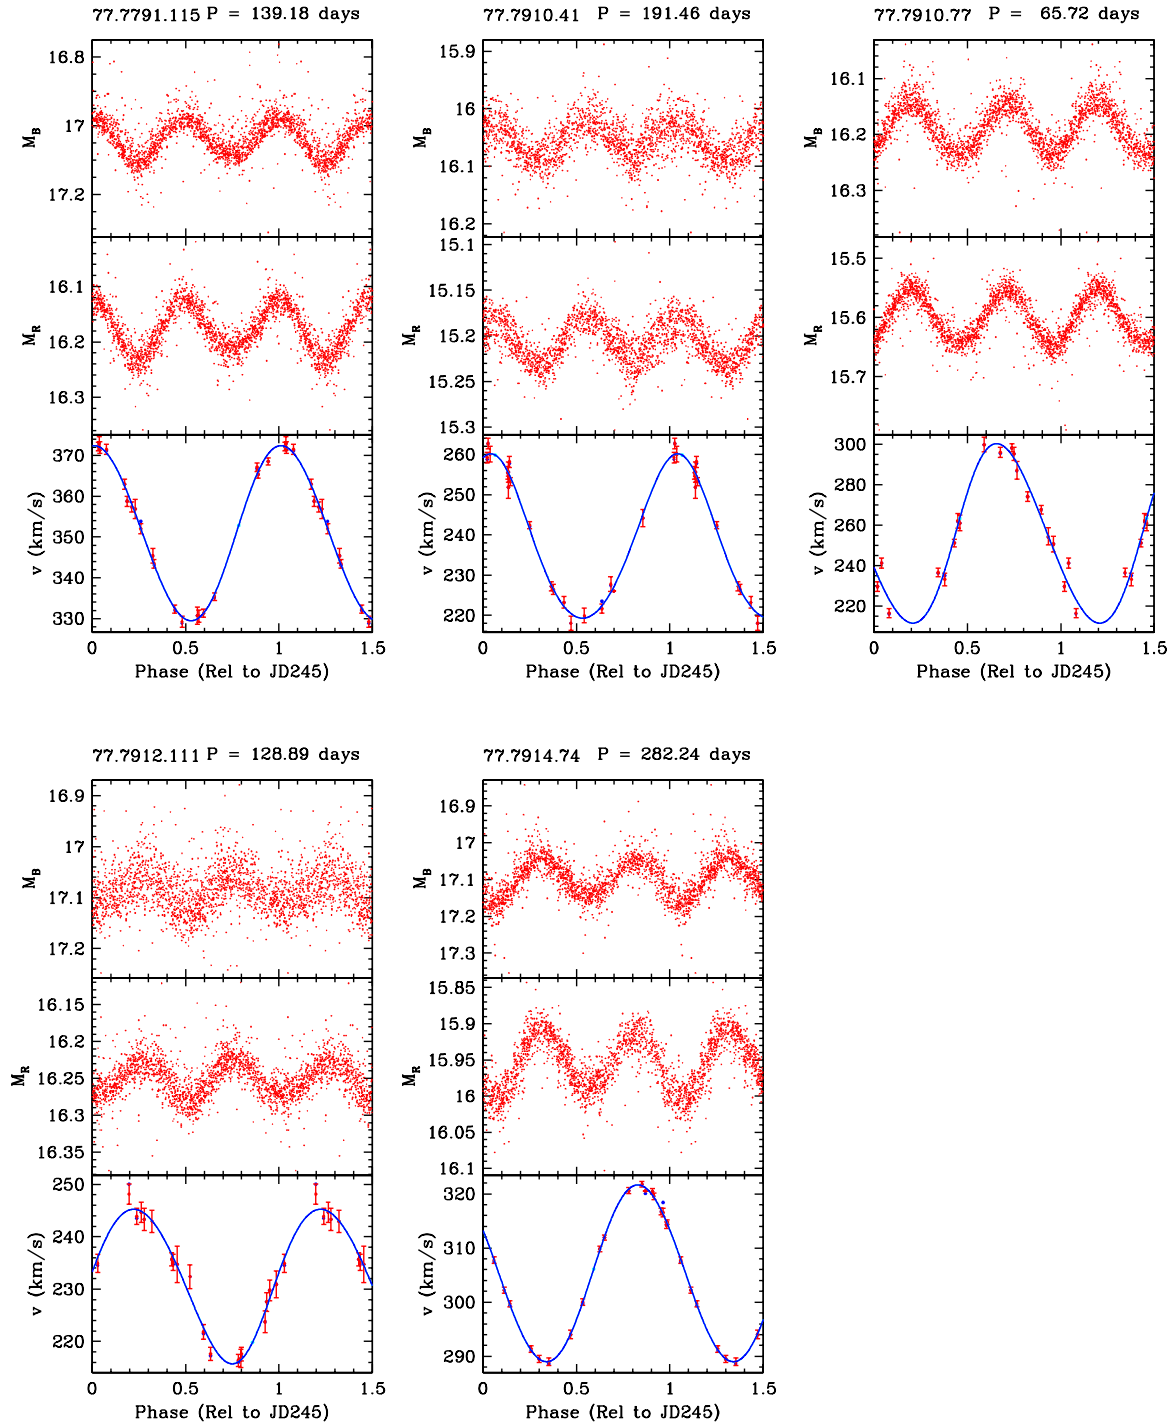 77.7791.115 P = 139.18 days
16.8
17
17.2
M_B
16.1
16.2
16.3
M_R
370
360
350
340
330
v (km/s)
0 0.5 1 1.5
Phase (Rel to JD245)
77.7910.41 P = 191.46 days
15.9
16
16.1
16.2
M_B
15.1
15.15
15.2
15.25
15.3
M_R
260
250
240
230
220
v (km/s)
0 0.5 1 1.5
Phase (Rel to JD245)
77.7910.77 P = 65.72 days
16.1
16.2
16.3
M_B
15.5
15.6
15.7
M_R
300
280
260
240
220
v (km/s)
0 0.5 1 1.5
Phase (Rel to JD245)
77.7912.111 P = 128.89 days
16.9
17
17.1
17.2
M_B
16.15
16.2
16.25
16.3
16.35
M_R
250
240
230
220
v (km/s)
0 0.5 1 1.5
Phase (Rel to JD245)
77.7914.74 P = 282.24 days
16.9
17
17.1
17.2
17.3
M_B
15.85
15.9
15.95
16
16.05
16.1
M_R
320
310
300
290
v (km/s)
0 0.5 1 1.5
Phase (Rel to JD245)